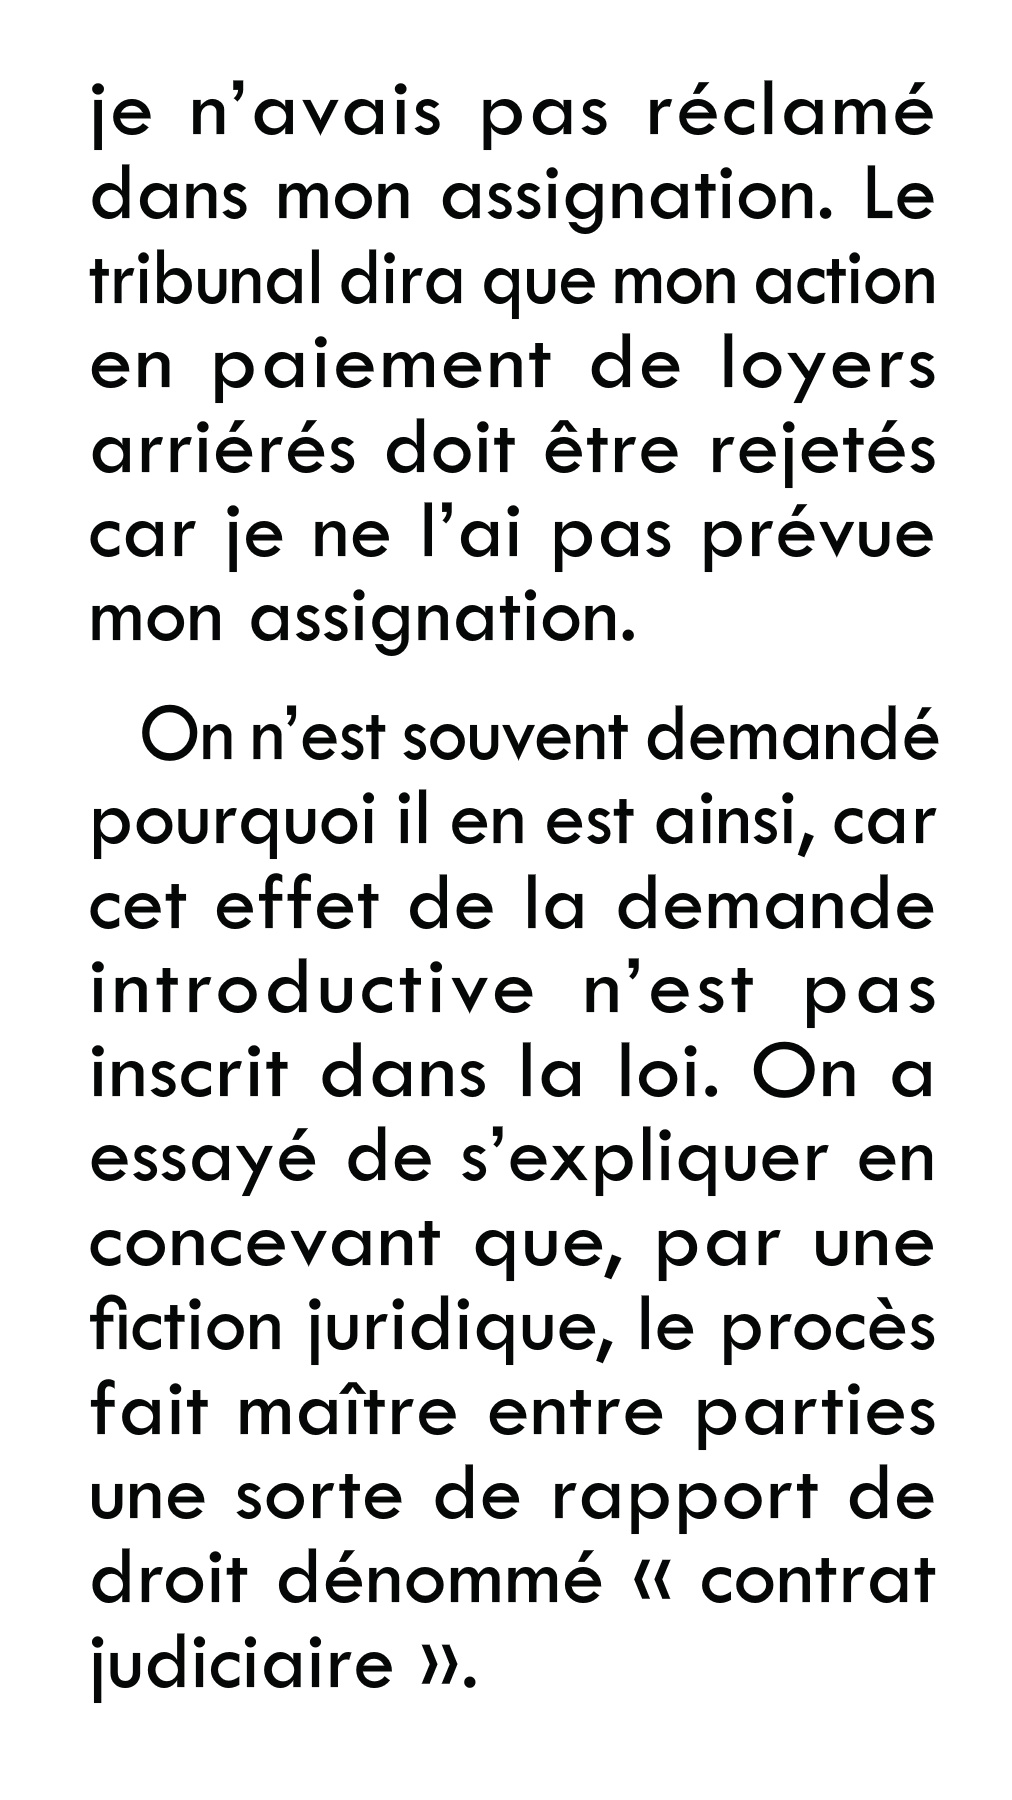 je n’avais pas réclamé
dans mon assignation. Le
tribunal dira que mon action
en paiement de loyers
arriérés doit être rejetés
car je ne l’ai pas prévue
mon assignation.
On n’est souvent demandé
pourquoi il en est ainsi, car
cet effet de la demande
introductive n’est pas
inscrit dans la loi. On a
essayé de s’expliquer en
concevant que, par une
fiction juridique, le procès
fait maître entre parties
une sorte de rapport de
droit dénommé « contrat
judiciaire ».